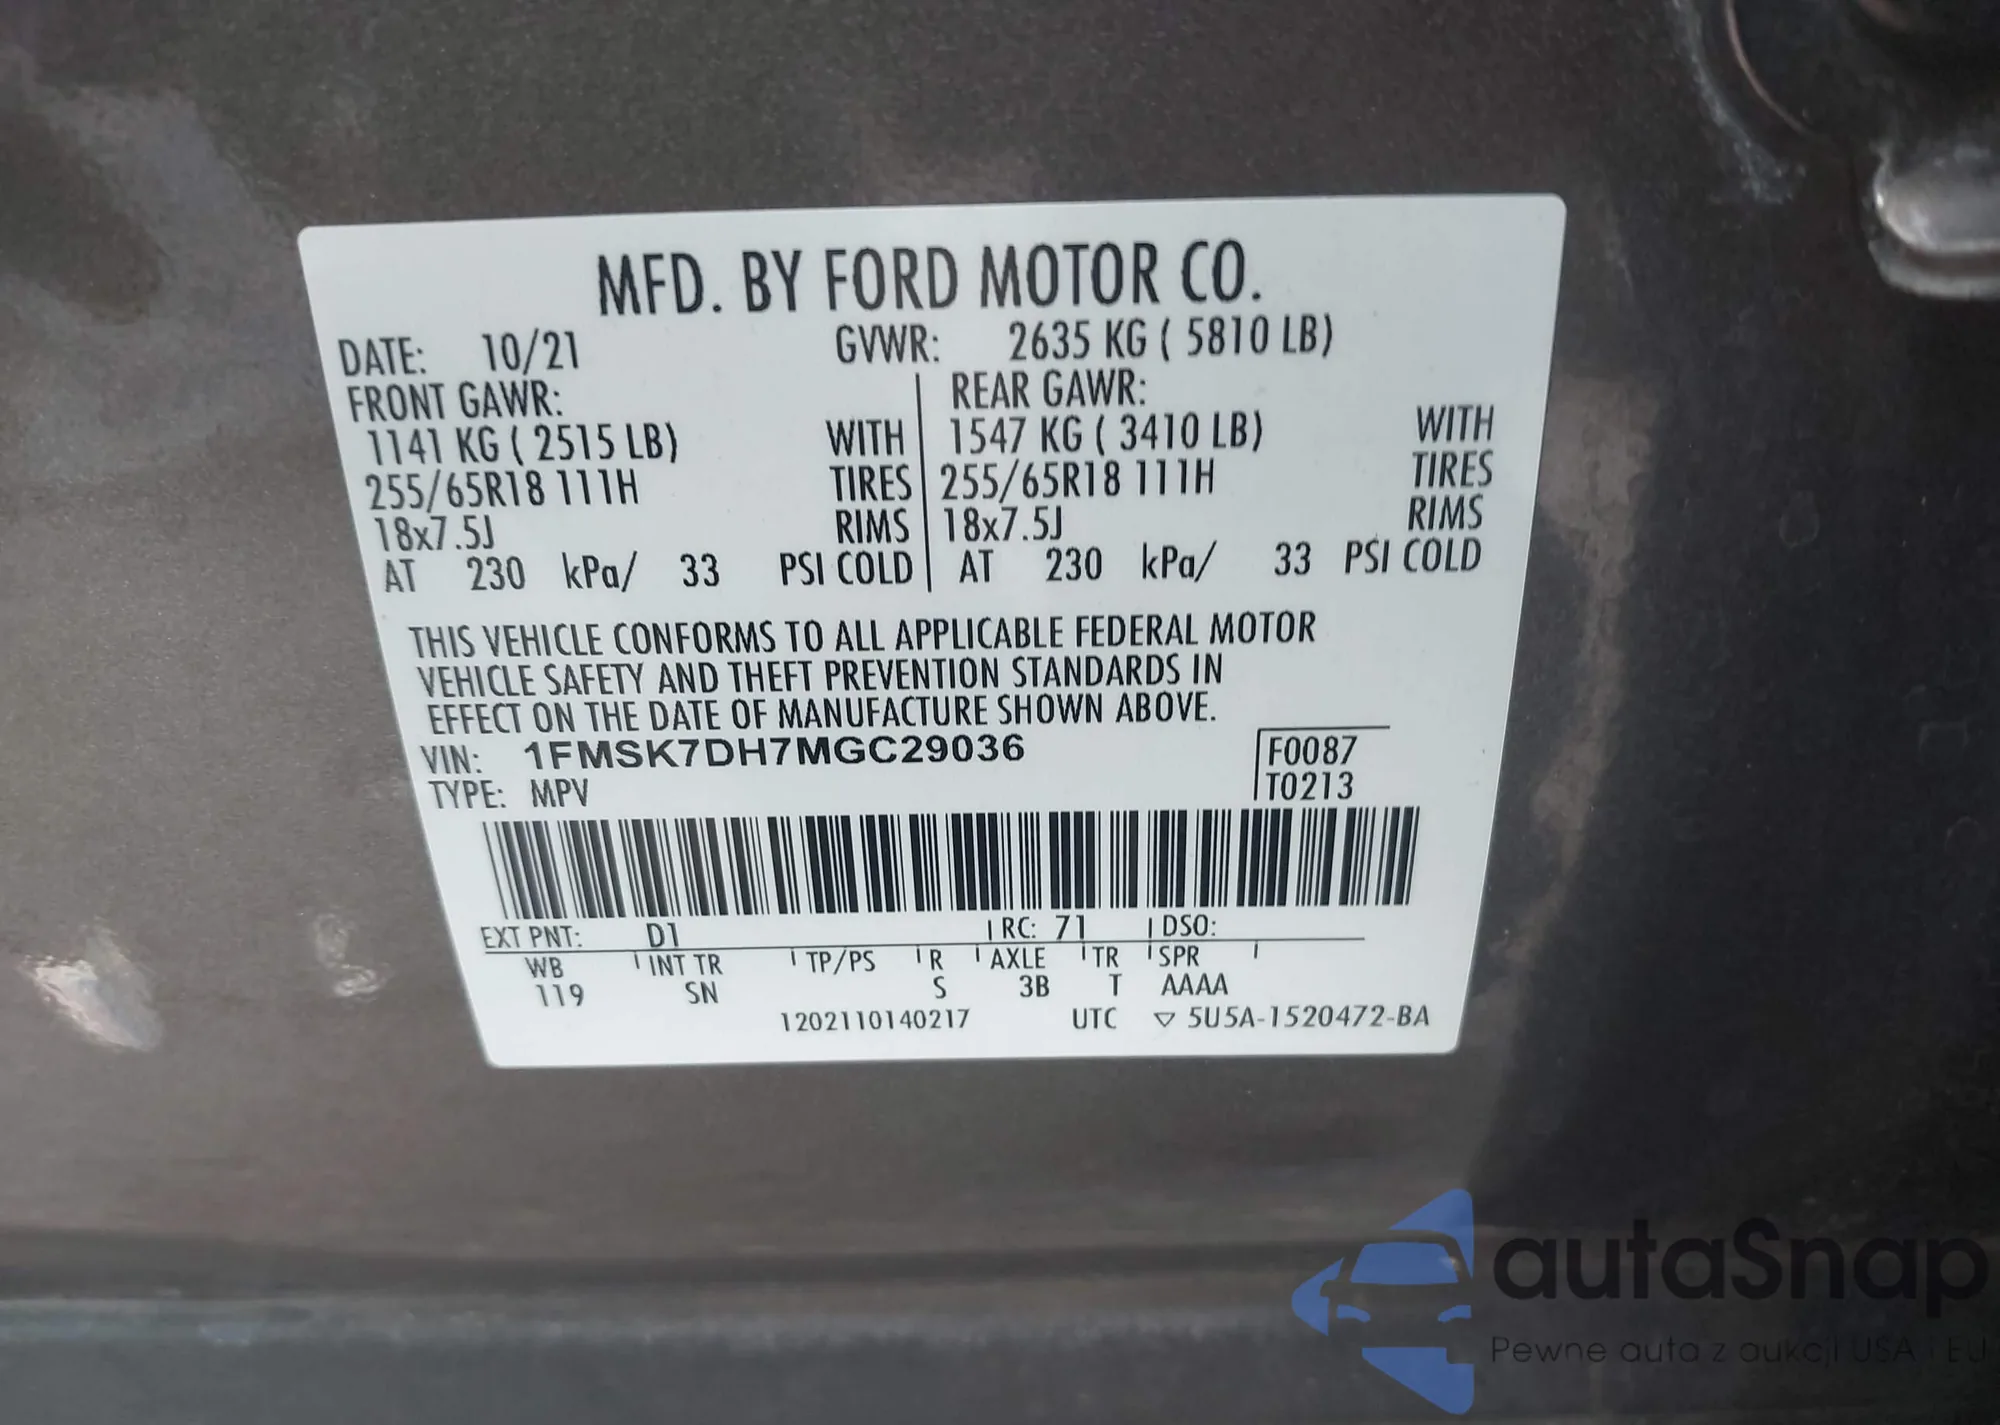 MFD. BY FORD MOTOR CO.
DATE: 10/21 GVWR: 2635 KG ( 5810 LB)
FRONT GAWR: REAR GAWR:
1141 KG ( 2515 LB) WITH 1547 KG ( 3410 LB) WITH
255/65R18 111H TIRES 255/65R18 111H TIRES
18x7.5J RIMS 18x7.5J RIMS
AT 230 kPa/ 33 PSI COLD AT 230 kPa/ 33 PSI COLD
THIS VEHICLE CONFORMS TO ALL APPLICABLE FEDERAL MOTOR
VEHICLE SAFETY AND THEFT PREVENTION STANDARDS IN
EFFECT ON THE DATE OF MANUFACTURE SHOWN ABOVE.
VIN: 1FMSK7DH7MGC29036 F0087
TYPE: MPV T0213
EXT PNT: D1 RC: 71 DSO:
WB INT TR TP/PS R AXLE TR SPR
119 SN S 3B T AAAA
1202110140217 UTC ▽ 5U5A-1520472-BA
autaSnap
Pewne auta z aukcji USA i EU